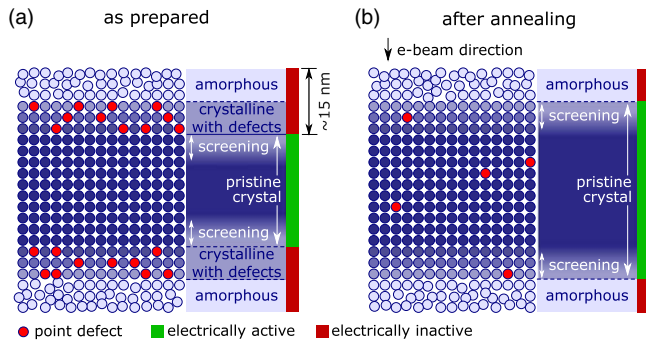 (a)
as prepared
amorphous
crystalline
with defects
screening
pristine
crystal
screening
crystalline
with defects
amorphous
~15 nm
(b)
after annealing
e-beam direction
amorphous
screening
pristine
crystal
screening
amorphous
point defect
electrically active
electrically inactive